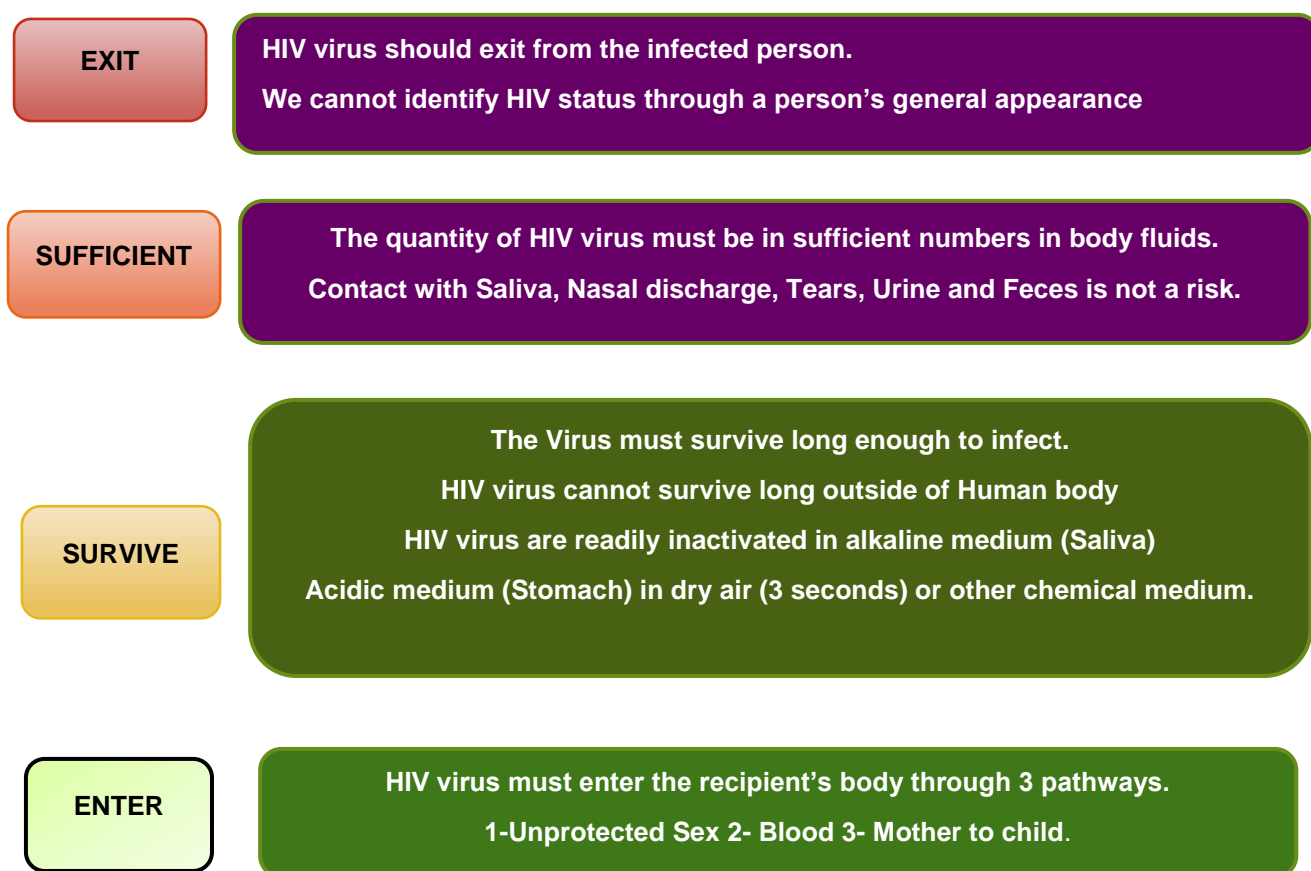 EXIT
HIV virus should exit from the infected person.
We cannot identify HIV status through a person's general appearance
SUFFICIENT
The quantity of HIV virus must be in sufficient numbers in body fluids.
Contact with Saliva, Nasal discharge, Tears, Urine and Feces is not a risk.
SURVIVE
The Virus must survive long enough to infect.
HIV virus cannot survive long outside of Human body
HIV virus are readily inactivated in alkaline medium (Saliva)
Acidic medium (Stomach) in dry air (3 seconds) or other chemical medium.
ENTER
HIV virus must enter the recipient's body through 3 pathways.
1-Unprotected Sex 2- Blood 3- Mother to child.